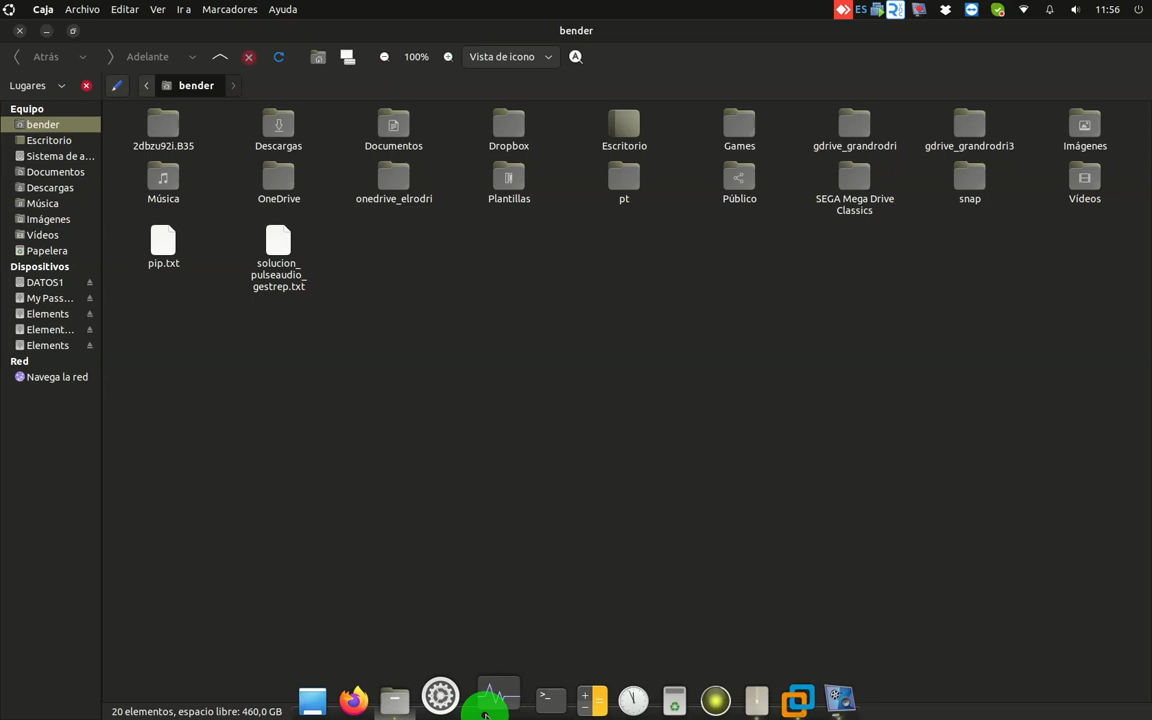 Caja Archivo Editar Ver Ir a Marcadores Ayuda ES 11:56
bender
Atrás Adelante 100% Vista de icono
Lugares bender
Equipo
bender
Escritorio
Sistema de a...
Documentos
Descargas
Música
Imágenes
Vídeos
Papelera
Dispositivos
DATOS1
My Pass...
Elements
Element...
Elements
Red
Navega la red
2dbzu92i.B35 Descargas Documentos Dropbox Escritorio Games gdrive_grandrodri gdrive_grandrodri3 Imágenes
Música OneDrive onedrive_elrodri Plantillas pt Público SEGA Mega Drive snap Vídeos
Classics
pip.txt solucion_
pulseaudio_
gestrep.txt
20 elementos, espacio libre: 460,0 GB